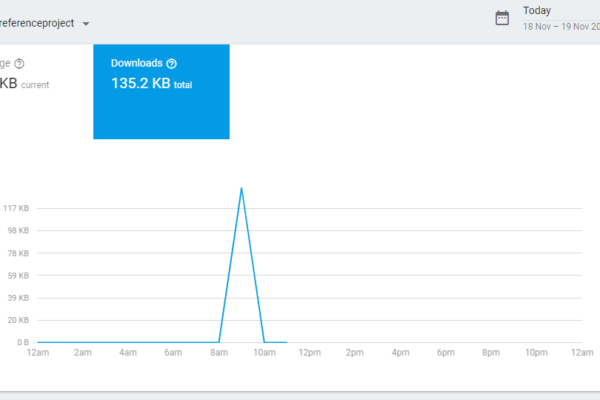 referenceproject
Today
18 Nov – 19 Nov 20
ge
KB current
Downloads
135.2 KB total
117 KB
98 KB
78 KB
59 KB
39 KB
20 KB
0 B
12am 2am 4am 6am 8am 10am 12pm 2pm 4pm 6pm 8pm 10pm 12am